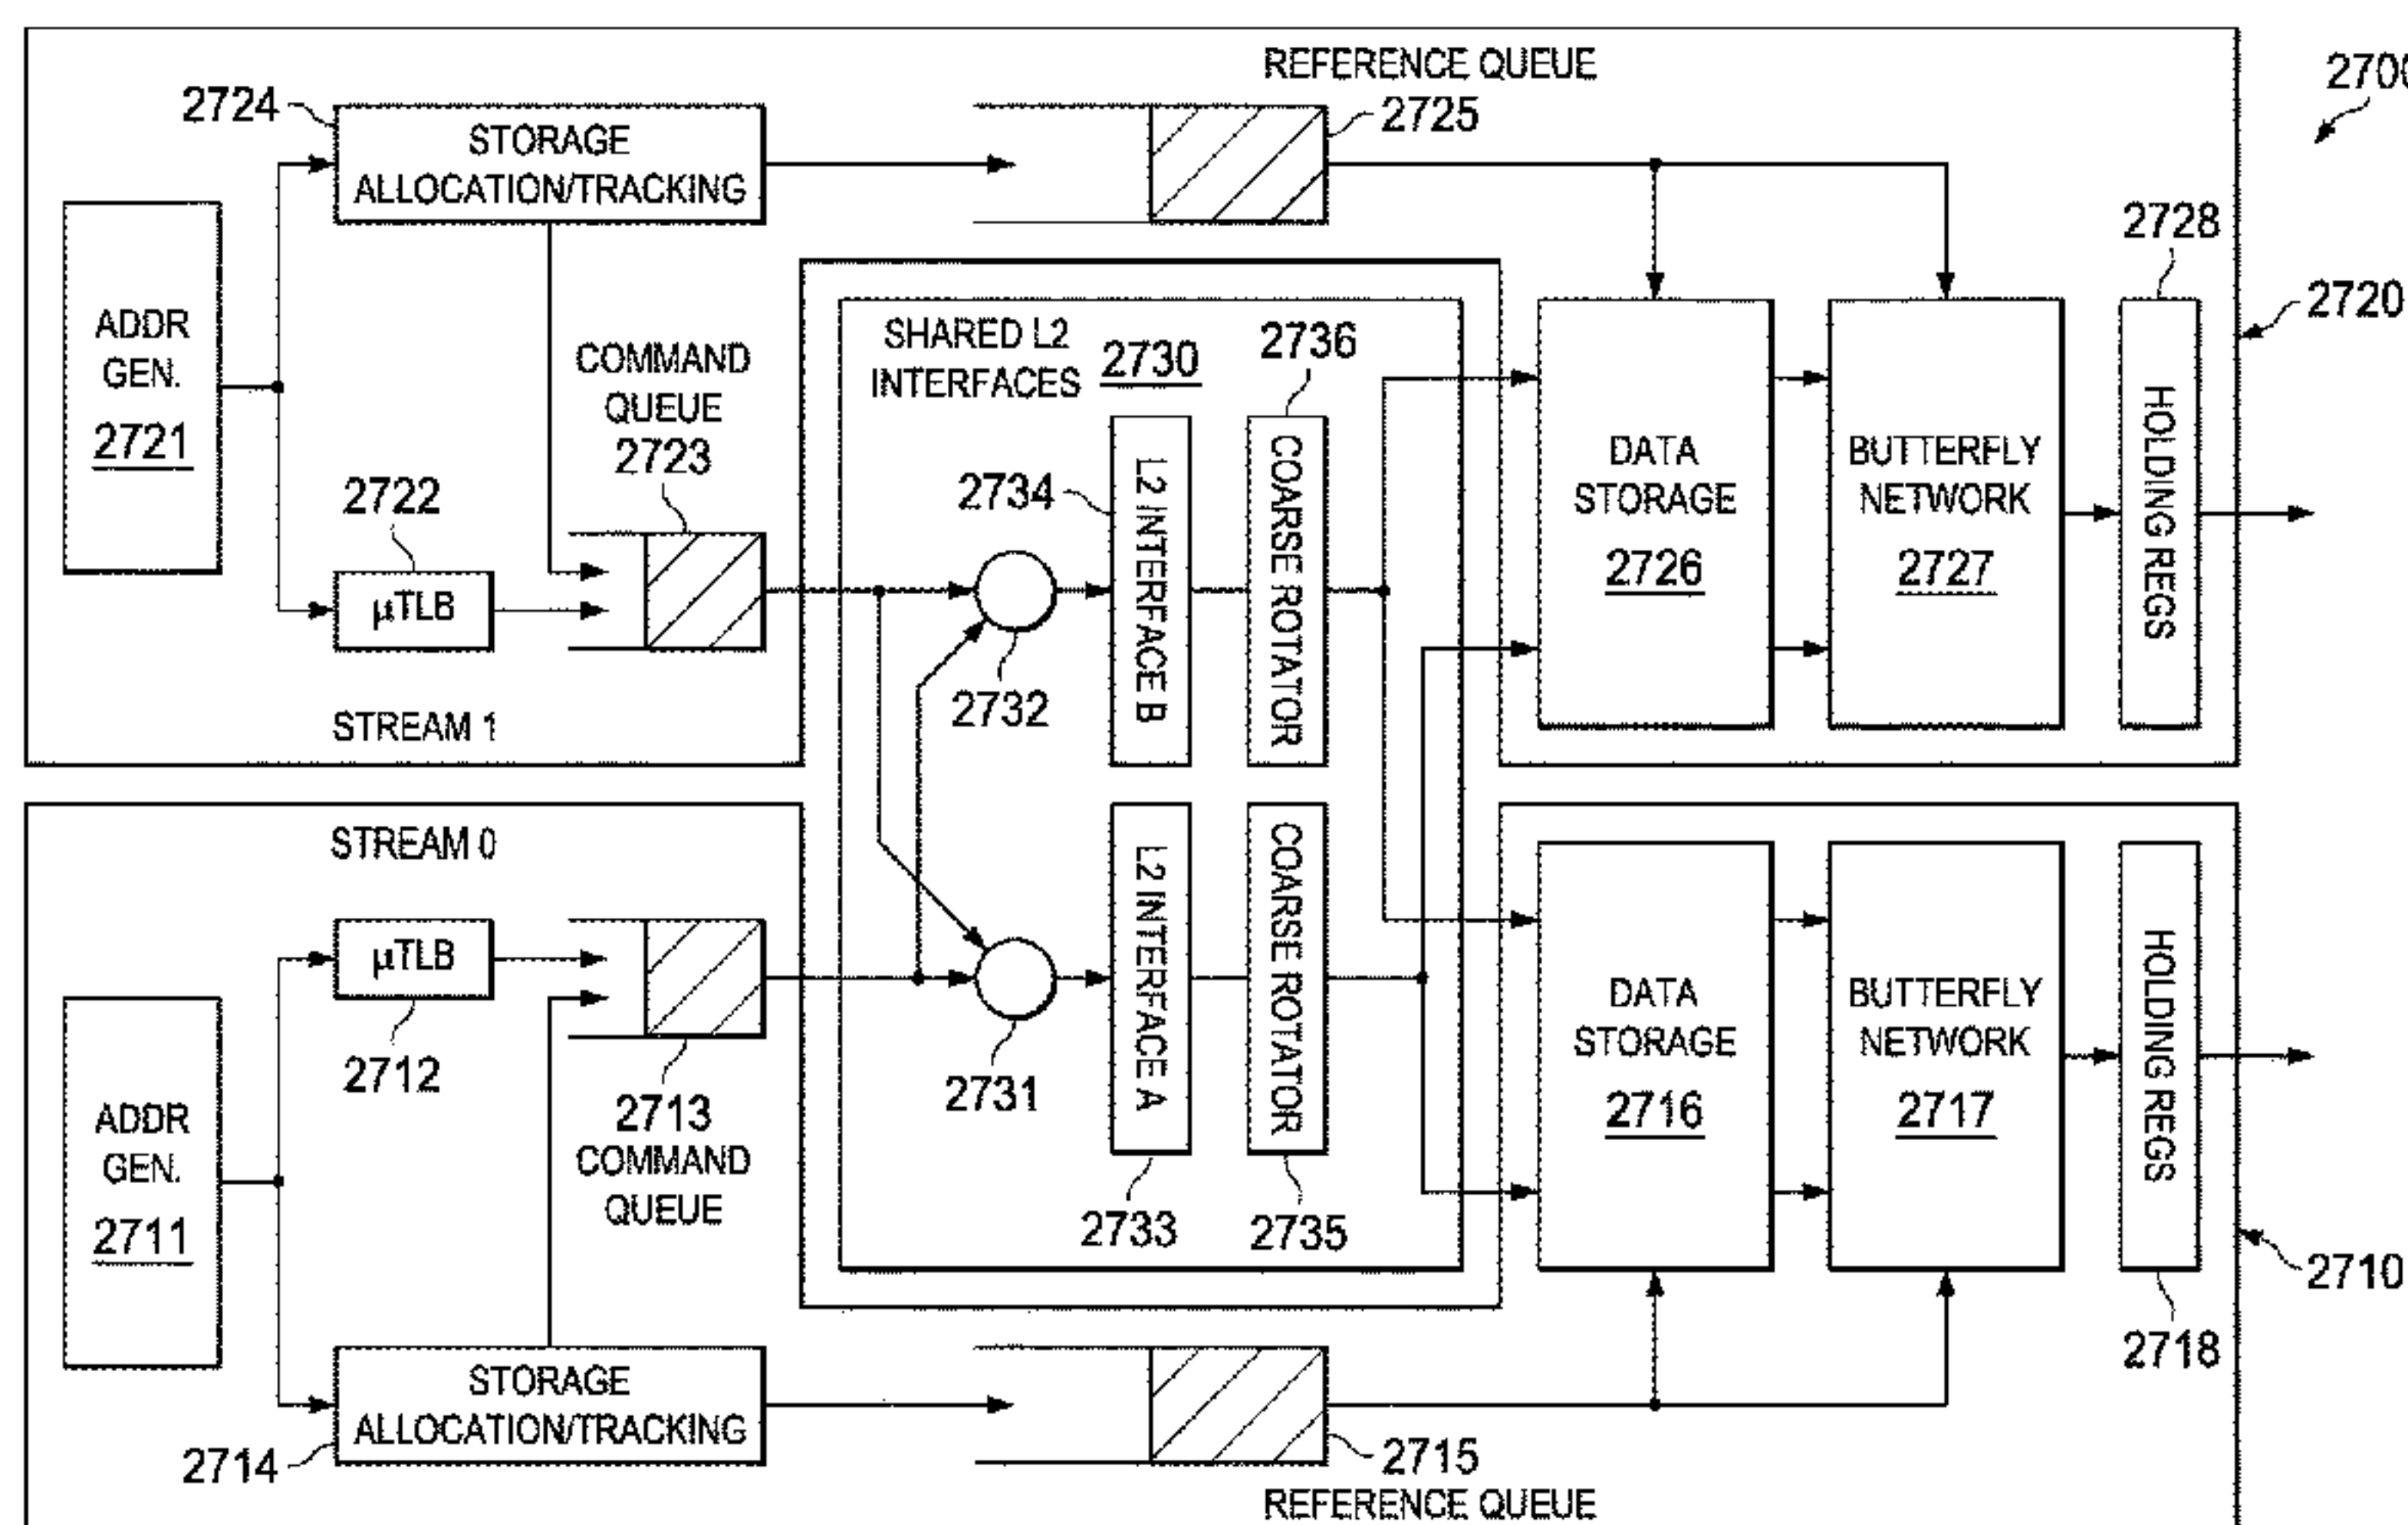 REFERENCE QUEUE
2725
2700
2724
STORAGE
ALLOCATION/TRACKING
2728
2720
ADDR
GEN.
2721
COMMAND
QUEUE
2723
2722
µTLB
STREAM 1
SHARED L2
INTERFACES 2730
2736
2734
L2 INTERFACE B
COARSE ROTATOR
2732
DATA
STORAGE
2726
BUTTERFLY
NETWORK
2727
HOLDING REGS
STREAM 0
µTLB
2712
2713
COMMAND
QUEUE
ADDR
GEN.
2711
2731
L2 INTERFACE A
COARSE ROTATOR
2733
2735
DATA
STORAGE
2716
BUTTERFLY
NETWORK
2717
HOLDING REGS
2710
2718
STORAGE
ALLOCATION/TRACKING
2714
2715
REFERENCE QUEUE